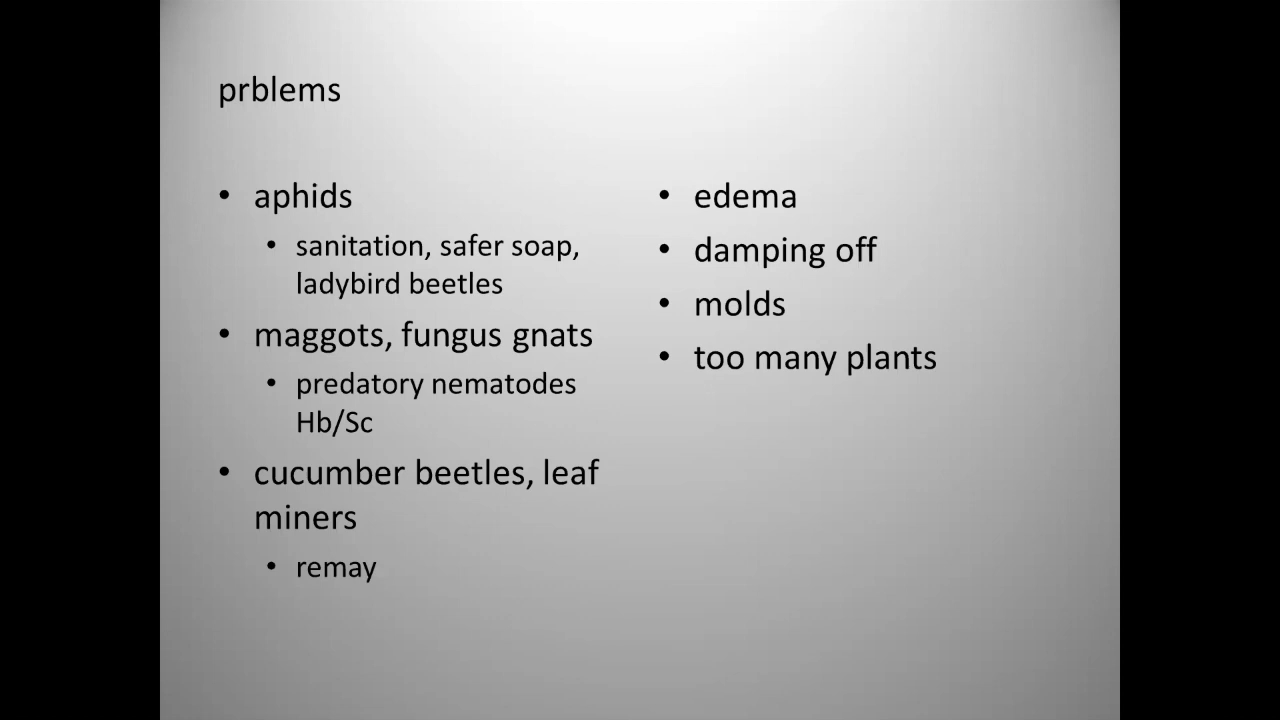 prblems
• aphids
• sanitation, safer soap,
ladybird beetles
• maggots, fungus gnats
• predatory nematodes
Hb/Sc
• cucumber beetles, leaf
miners
• remay
• edema
• damping off
• molds
• too many plants